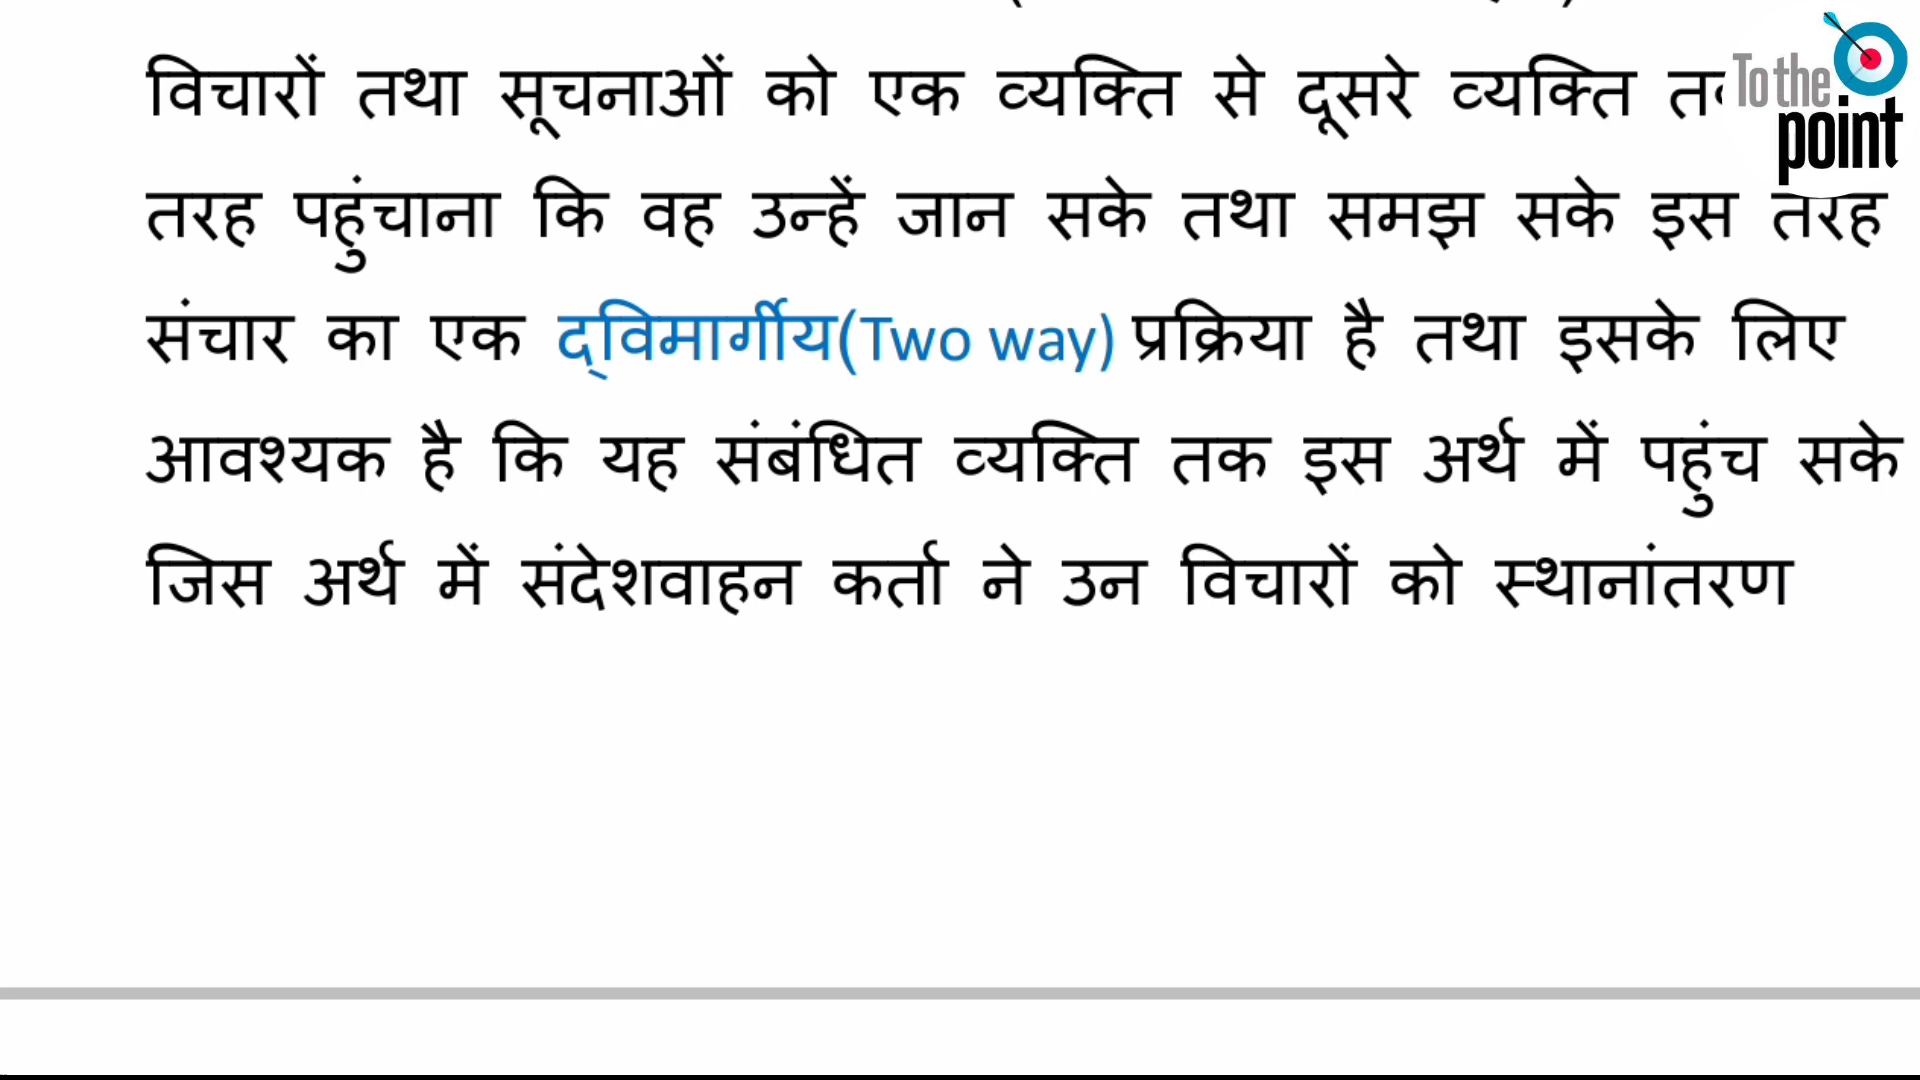 विचारों तथा सूचनाओं को एक व्यक्ति से दूसरे व्यक्ति
To the
point
तरह पहुंचाना कि वह उन्हें जान सके तथा समझ सके इस तरह
संचार का एक द्विमार्गीय(Two way) प्रक्रिया है तथा इसके लिए
आवश्यक है कि यह संबंधित व्यक्ति तक इस अर्थ में पहुंच सके
जिस अर्थ में संदेशवाहन कर्ता ने उन विचारों को स्थानांतरण